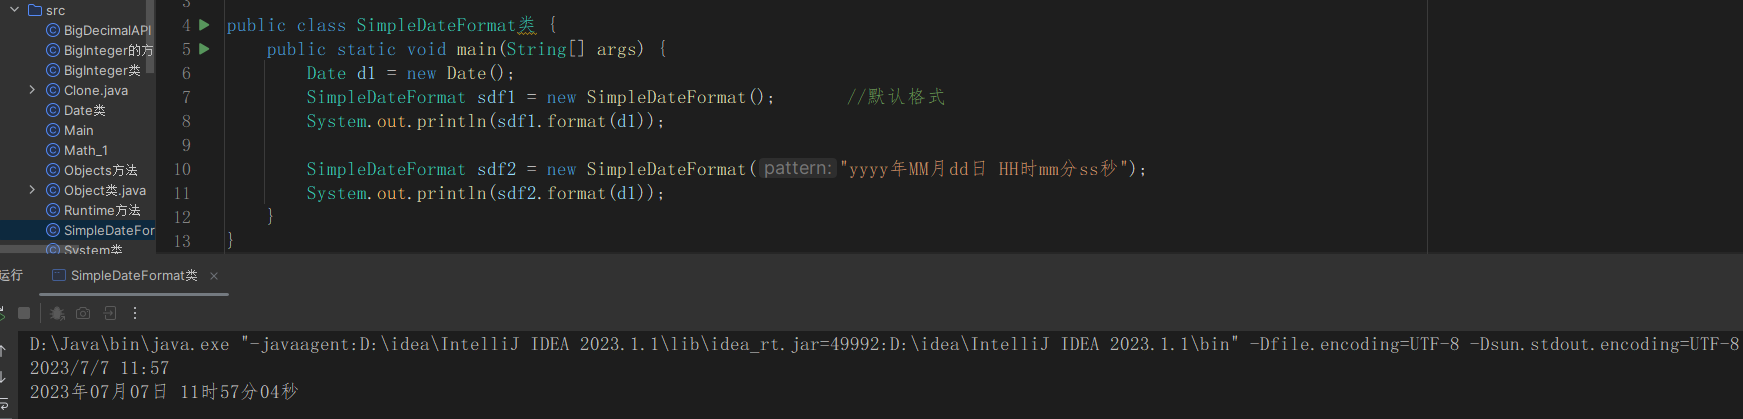 src
BigDecimalAPI
BigInteger的方
BigInteger类
Clone.java
Date类
Main
Math_1
Objects方法
Object类.java
Runtime方法
SimpleDateFor
System类
3
4 public class SimpleDateFormat类 {
5 public static void main(String[] args) {
6 Date d1 = new Date();
7 SimpleDateFormat sdf1 = new SimpleDateFormat(); //默认格式
8 System.out.println(sdf1.format(d1));
9
10 SimpleDateFormat sdf2 = new SimpleDateFormat( pattern: "yyyy年MM月dd日 HH时mm分ss秒");
11 System.out.println(sdf2.format(d1));
12 }
13 }
运行 SimpleDateFormat类 ×
D:\Java\bin\java.exe "-javaagent:D:\idea\IntelliJ IDEA 2023.1.1\lib\idea_rt.jar=49992:D:\idea\IntelliJ IDEA 2023.1.1\bin" -Dfile.encoding=UTF-8 -Dsun.stdout.encoding=UTF-8
2023/7/7 11:57
2023年07月07日 11时57分04秒